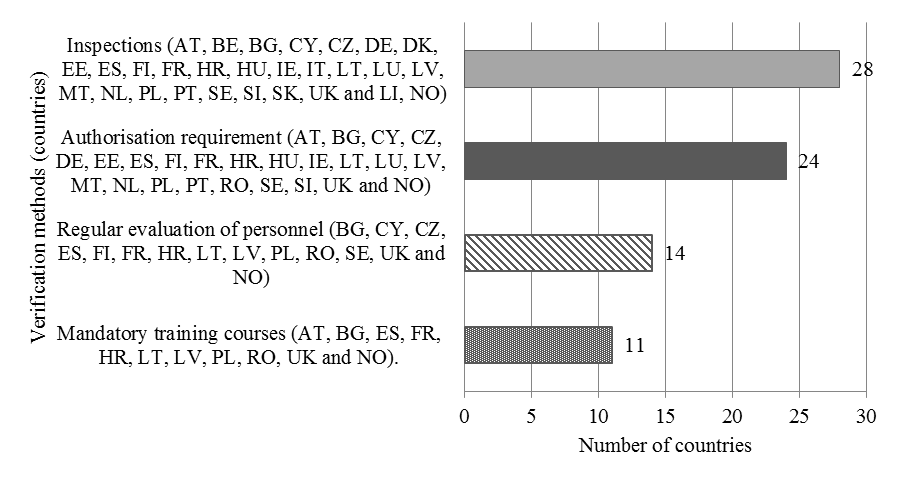 Verification methods (countries)
Inspections (AT, BE, BG, CY, CZ, DE, DK,
EE, ES, FI, FR, HR, HU, IE, IT, LT, LU, LV,
MT, NL, PL, PT, SE, SI, SK, UK and LI, NO)
28
Authorisation requirement (AT, BG, CY, CZ,
DE, EE, ES, FI, FR, HR, HU, IE, LT, LU, LV,
MT, NL, PL, PT, RO, SE, SI, UK and NO)
24
Regular evaluation of personnel (BG, CY, CZ,
ES, FI, FR, HR, LT, LV, PL, RO, SE, UK and
NO)
14
Mandatory training courses (AT, BG, ES, FR,
HR, LT, LV, PL, RO, UK and NO).
11
0 5 10 15 20 25 30
Number of countries